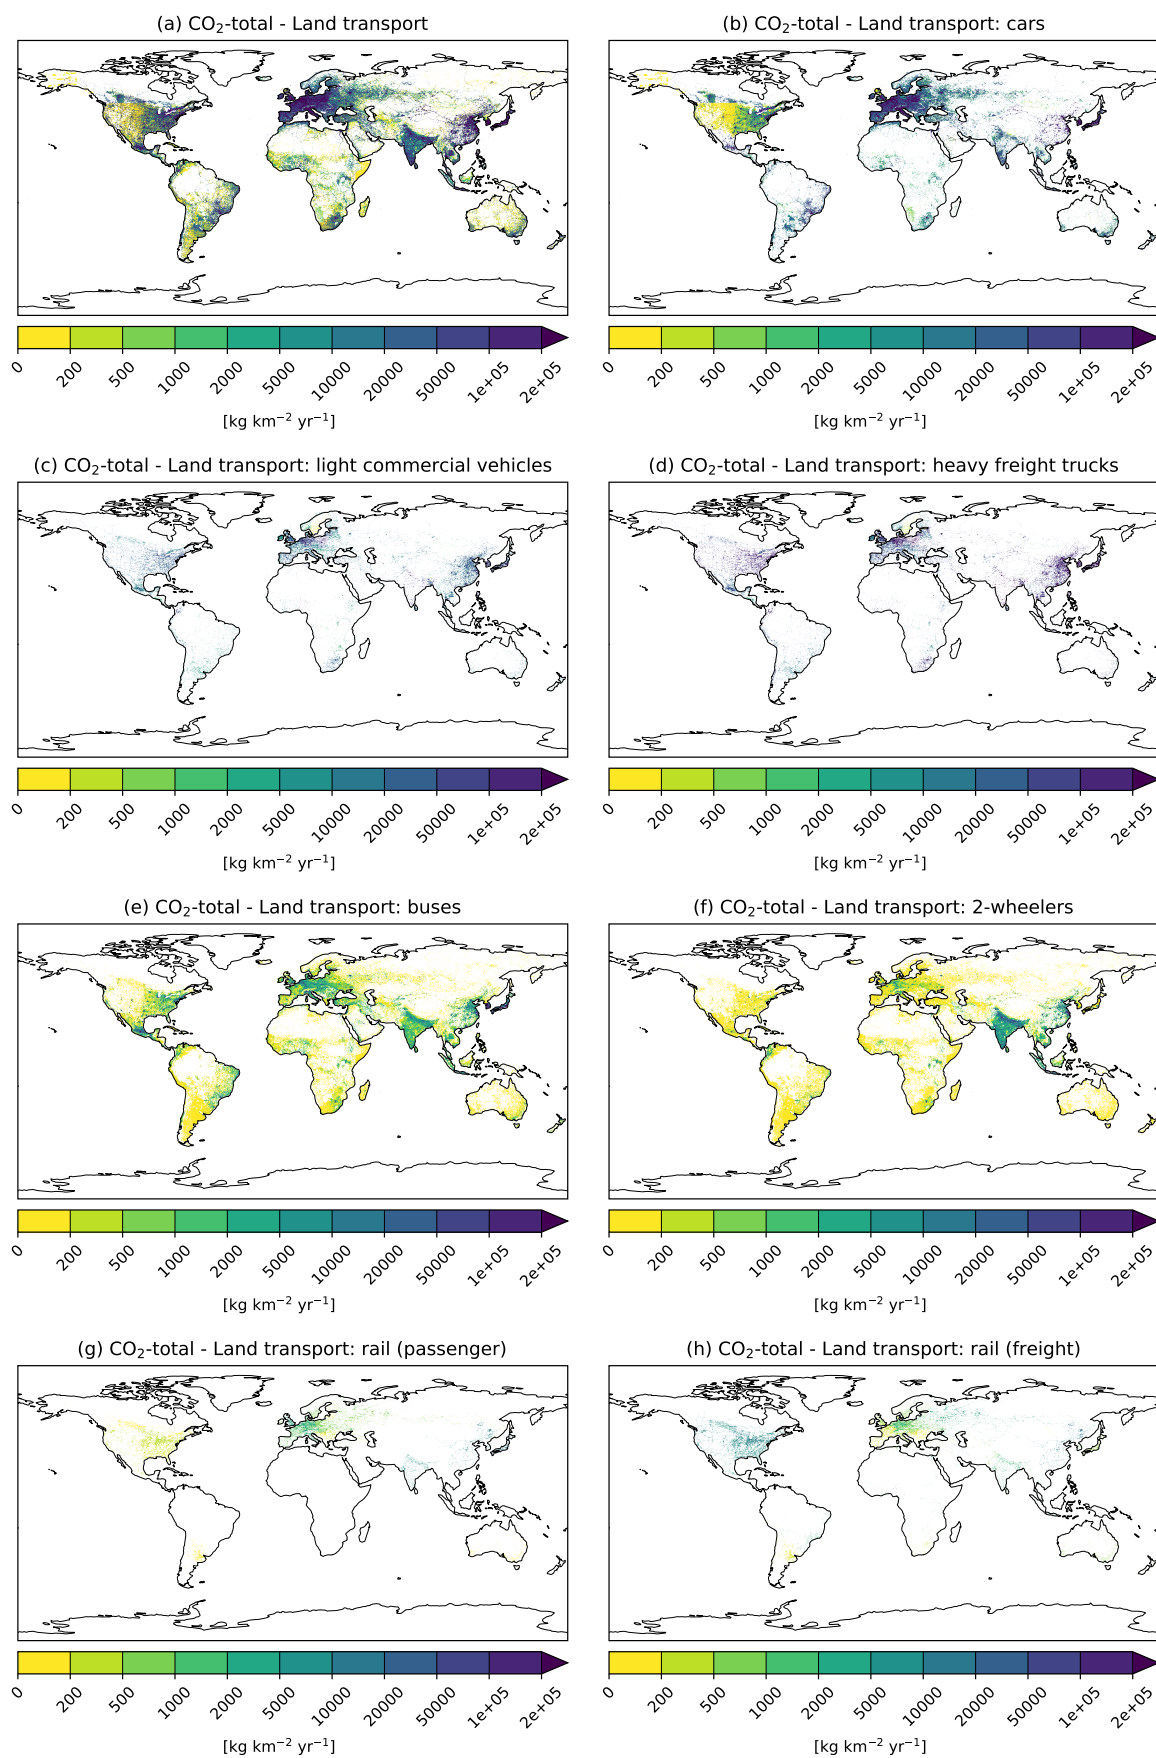 (a) CO₂-total - Land transport
0 200 500 1000 2000 5000 10000 20000 50000 1e+05 2e+05
[kg km⁻² yr⁻¹]
(b) CO₂-total - Land transport: cars
0 200 500 1000 2000 5000 10000 20000 50000 1e+05 2e+05
[kg km⁻² yr⁻¹]
(c) CO₂-total - Land transport: light commercial vehicles
0 200 500 1000 2000 5000 10000 20000 50000 1e+05 2e+05
[kg km⁻² yr⁻¹]
(d) CO₂-total - Land transport: heavy freight trucks
0 200 500 1000 2000 5000 10000 20000 50000 1e+05 2e+05
[kg km⁻² yr⁻¹]
(e) CO₂-total - Land transport: buses
0 200 500 1000 2000 5000 10000 20000 50000 1e+05 2e+05
[kg km⁻² yr⁻¹]
(f) CO₂-total - Land transport: 2-wheelers
0 200 500 1000 2000 5000 10000 20000 50000 1e+05 2e+05
[kg km⁻² yr⁻¹]
(g) CO₂-total - Land transport: rail (passenger)
0 200 500 1000 2000 5000 10000 20000 50000 1e+05 2e+05
[kg km⁻² yr⁻¹]
(h) CO₂-total - Land transport: rail (freight)
0 200 500 1000 2000 5000 10000 20000 50000 1e+05 2e+05
[kg km⁻² yr⁻¹]